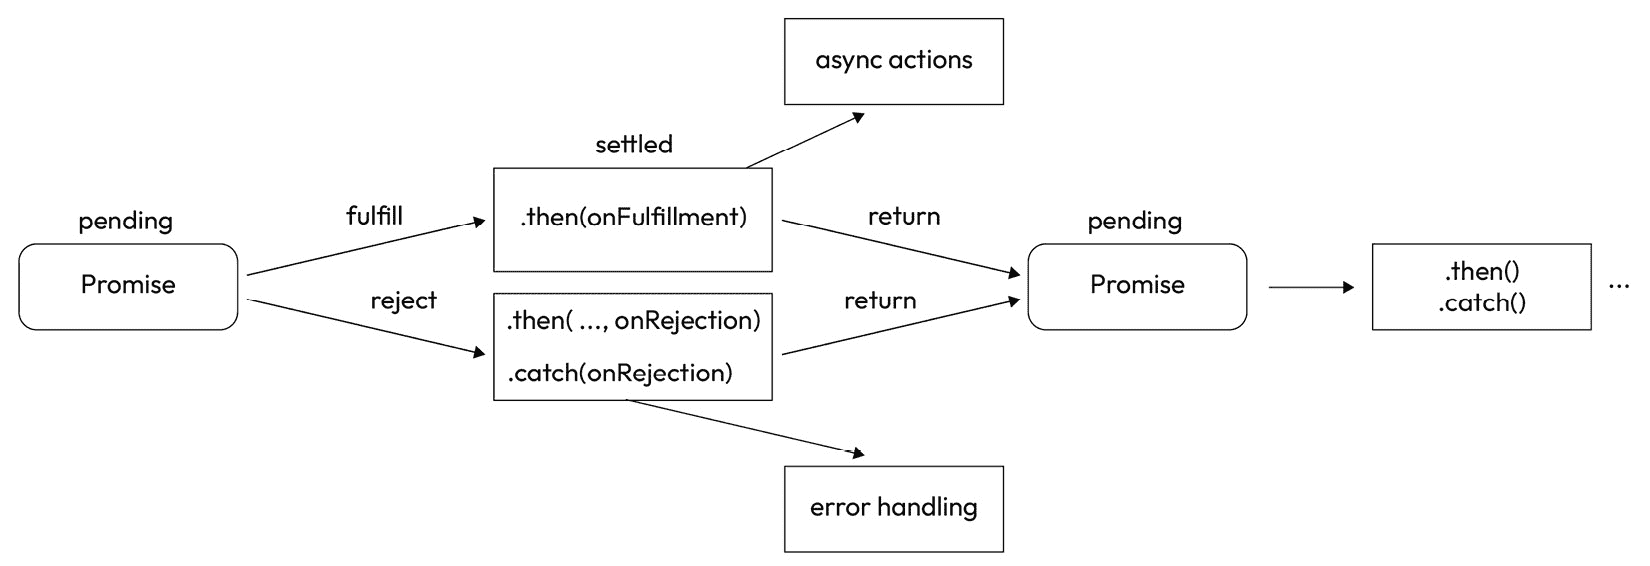 async actions
settled
pending
Promise
fulfill
reject
.then(onFulfillment)
.then( ..., onRejection)
.catch(onRejection)
return
return
pending
Promise
.then()
.catch()
...
error handling